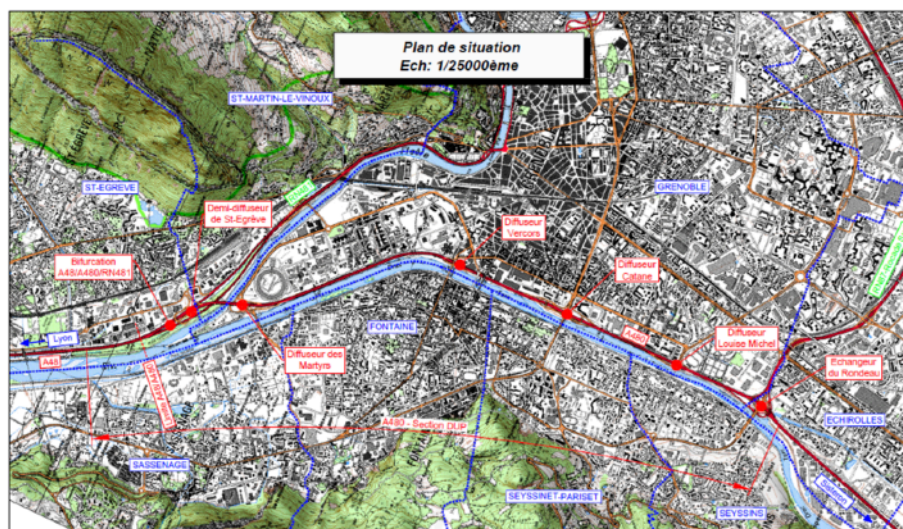 Plan de situation
Ech: 1/25000ème
ST-MARTIN-LE-VINOUX
ST-EGREVE
Demi-diffuseur
de St-Egrève
Bifurcation
A48/A480/RN481
Isère
GRENOBLE
Diffuseur
Vercors
Diffuseur
Catane
Lyon
A48
FONTAINE
Diffuseur des
Martyrs
A480
Diffuseur
Louise Michel
Echangeur
du Rondeau
A480 - Section DUP
ECHIROLLES
SASSENAGE
SEYSSINET-PARISET
SEYSSINS
Sisteron